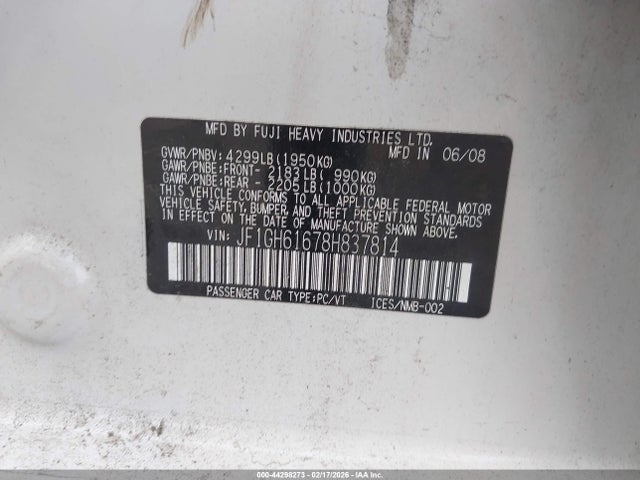 MFD BY FUJI HEAVY INDUSTRIES LTD.
MFD IN 06/08
GVWR/PNBV: 4299LB(1950KG)
GAWR/PNBE:FRONT- 2183LB( 990KG)
GAWR/PNBE:REAR - 2205LB(1000KG)
THIS VEHICLE CONFORMS TO ALL APPLICABLE FEDERAL MOTOR
VEHICLE SAFETY, BUMPER, AND THEFT PREVENTION STANDARDS
IN EFFECT ON THE DATE OF MANUFACTURE SHOWN ABOVE.
VIN: JF1GH61678H837814
PASSENGER CAR TYPE:PC/VT ICES/NMB-002
000-44298273 - 02/17/2026 - IAA Inc.